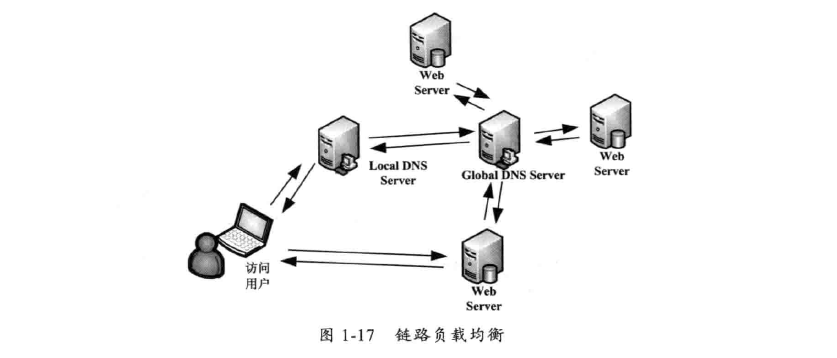 Web
Server
Local DNS
Server
Global DNS Server
Web
Server
访问
用户
Web
Server
图 1-17 链路负载均衡